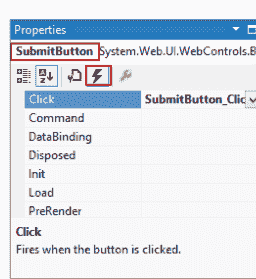 Properties
SubmitButton System.Web.UI.WebControls.B
Click SubmitButton_Clic
Command
DataBinding
Disposed
Init
Load
PreRender
Click
Fires when the button is clicked.